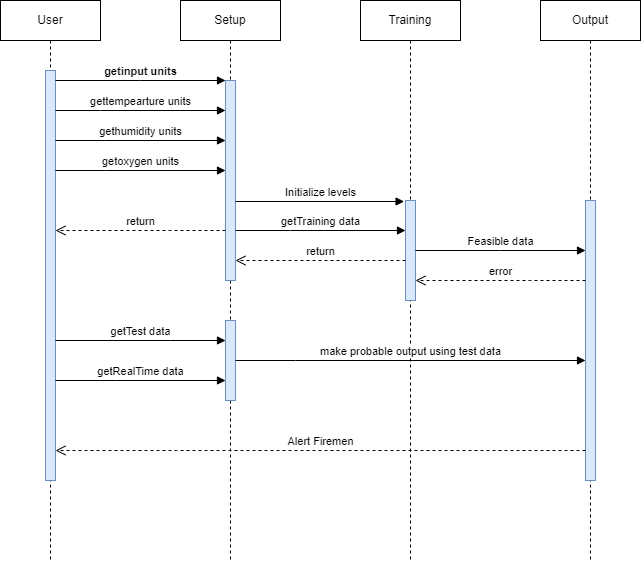 User
Setup
Training
Output
getinput units
gettempearture units
gethumidity units
getoxygen units
Initialize levels
return
getTraining data
Feasible data
return
error
getTest data
make probable output using test data
getRealTime data
Alert Firemen